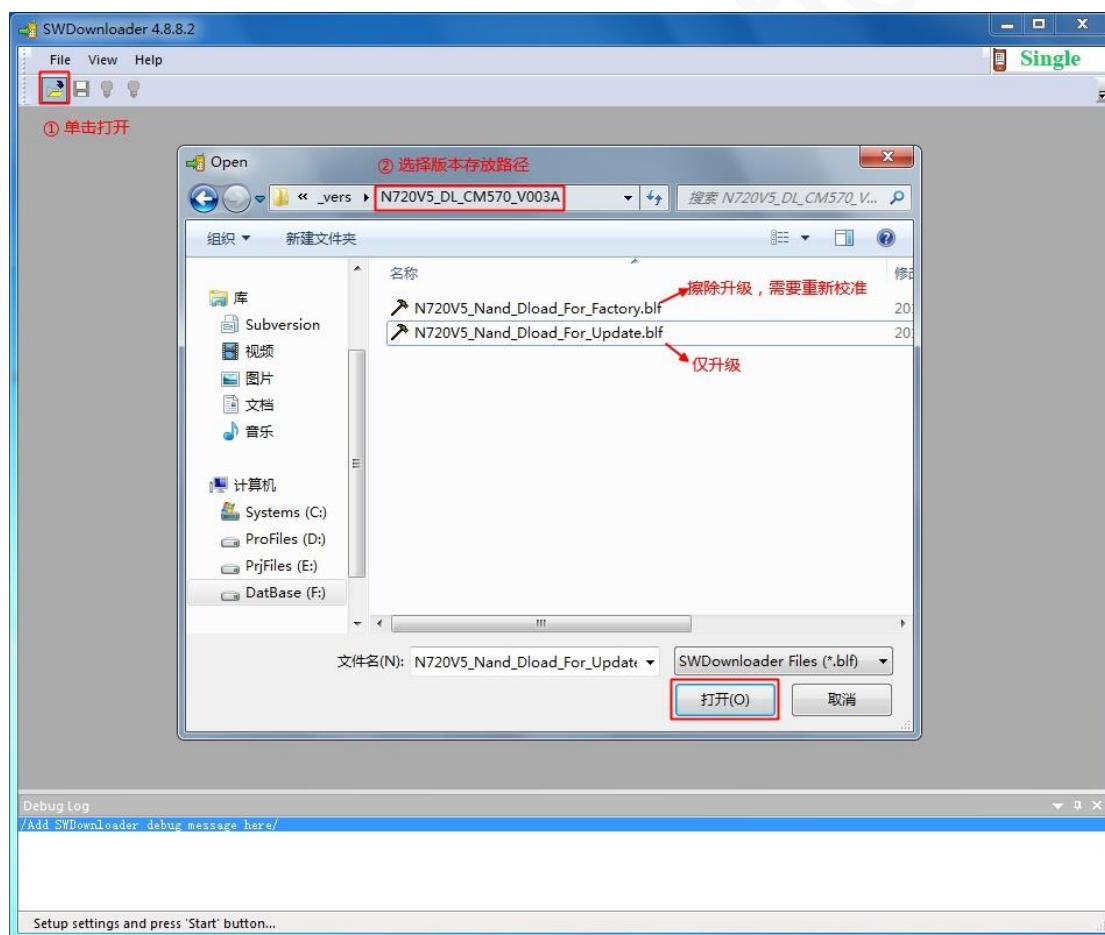 SWDownloader 4.8.8.2
File View Help
Single
① 单击打开
Open
② 选择版本存放路径
« _vers ▸ N720V5_DL_CM570_V003A
搜索 N720V5_DL_CM570_V...
组织 新建文件夹
名称
擦除升级，需要重新校准
库
N720V5_Nand_Dload_For_Factory.blf
20
Subversion
N720V5_Nand_Dload_For_Update.blf
20
视频
仅升级
图片
文档
音乐
计算机
Systems (C:)
ProFiles (D:)
PrjFiles (E:)
DatBase (F:)
文件名(N): N720V5_Nand_Dload_For_Update SWDownloader Files (*.blf)
打开(O) 取消
Debug Log
/Add SWDownloader debug message here/
Setup settings and press 'Start' button...